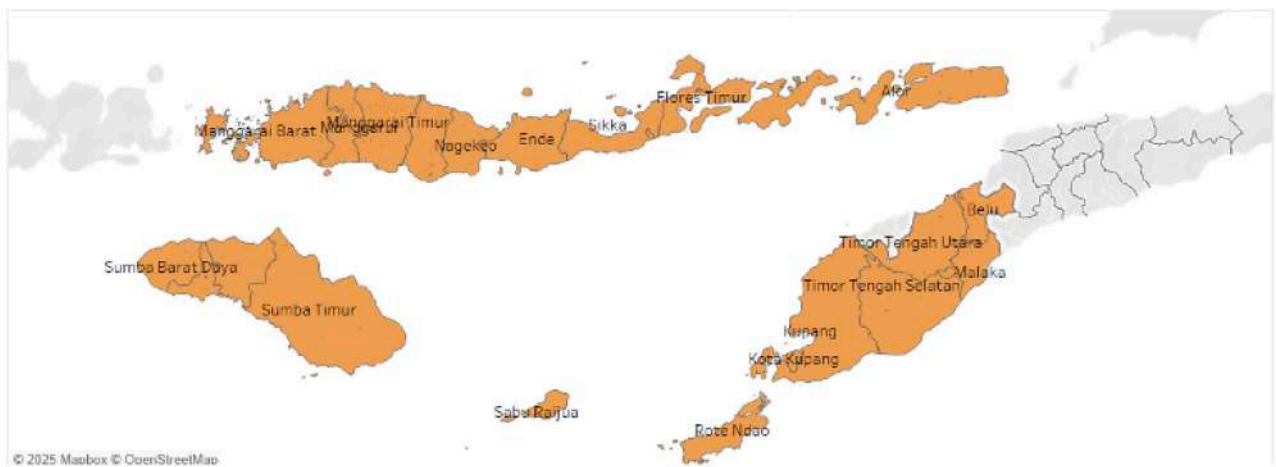 Flores Timur
Alor
Manggarai Barat
Manggarai
Manggarai Timur
Nagekeo
Ende
Sikka
Belu
Timor Tengah Utara
Malaka
Sumba Barat Daya
Timor Tengah Selatan
Sumba Timur
Kupang
Kota Kupang
Sabu Raijua
Rote Ndao
© 2025 Mapbox © OpenStreetMap